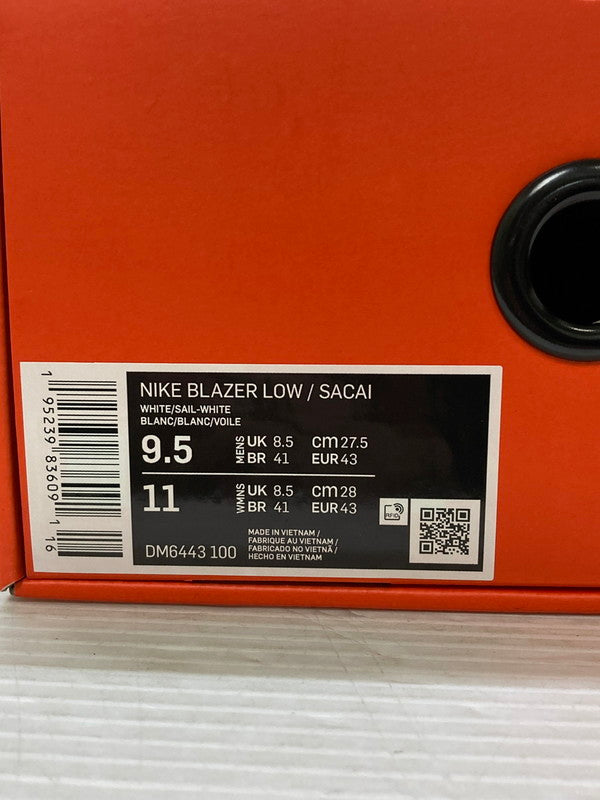 NIKE BLAZER LOW / SACAI
WHITE/SAIL-WHITE
BLANC/BLANC/VOILE
9.5 MENS UK 8.5 cm 27.5
BR 41 EUR 43
11 WMNS UK 8.5 cm 28
BR 41 EUR 43
DM6443 100
MADE IN VIETNAM /
FABRIQUE AU VIETNAM /
FABRICADO NO VIETNÃ /
HECHO EN VIETNAM
RFID
1 95239 83609 1 16